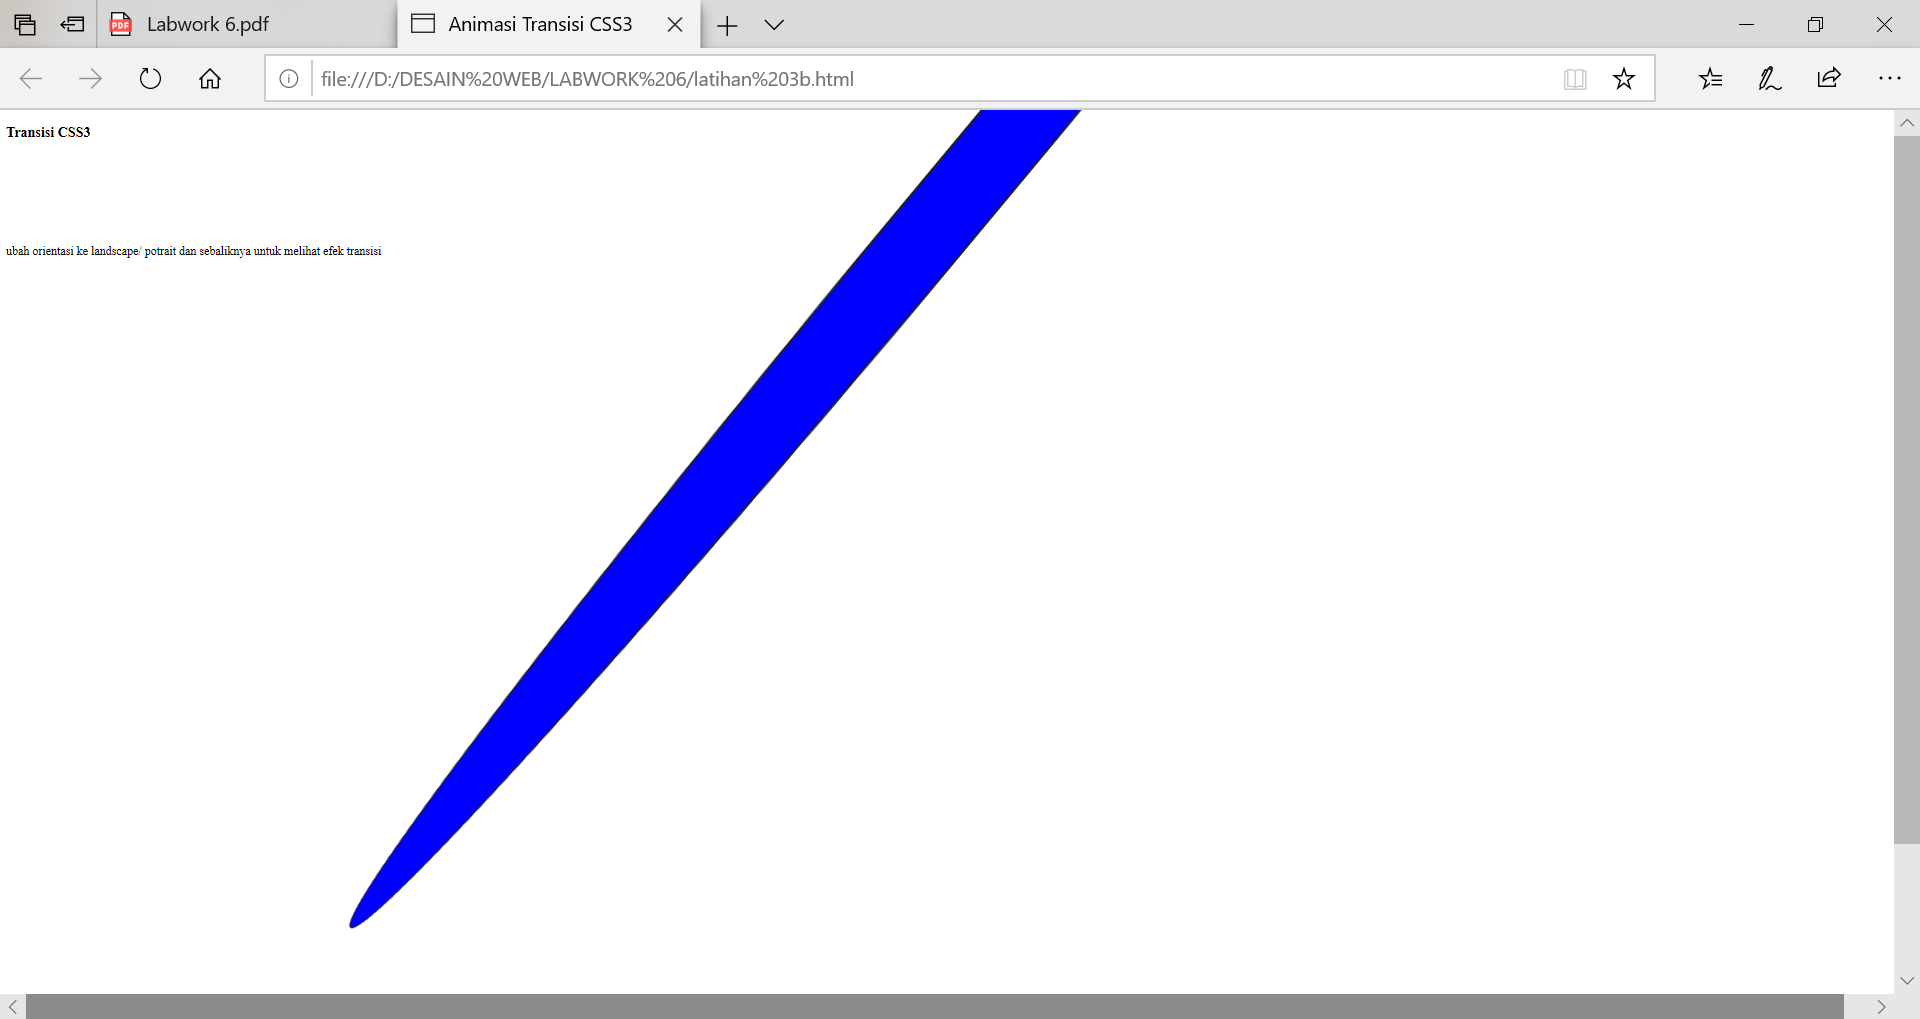 Labwork 6.pdf
Animasi Transisi CSS3
file:///D:/DESAIN%20WEB/LABWORK%206/latihan%203b.html
Transisi CSS3
ubah orientasi ke landscape/ potrait dan sebaliknya untuk melihat efek transisi